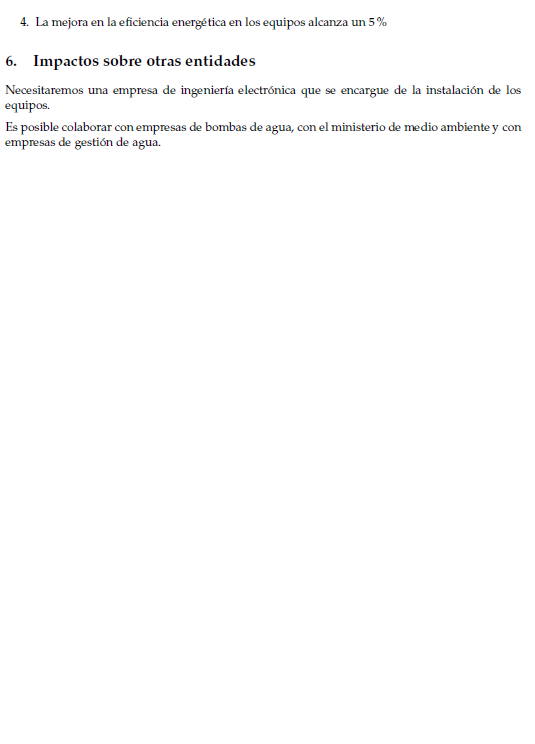 4. La mejora en la eficiencia energética en los equipos alcanza un 5 %
6. Impactos sobre otras entidades
Necesitaremos una empresa de ingeniería electrónica que se encargue de la instalación de los
equipos.
Es posible colaborar con empresas de bombas de agua, con el ministerio de medio ambiente y con
empresas de gestión de agua.